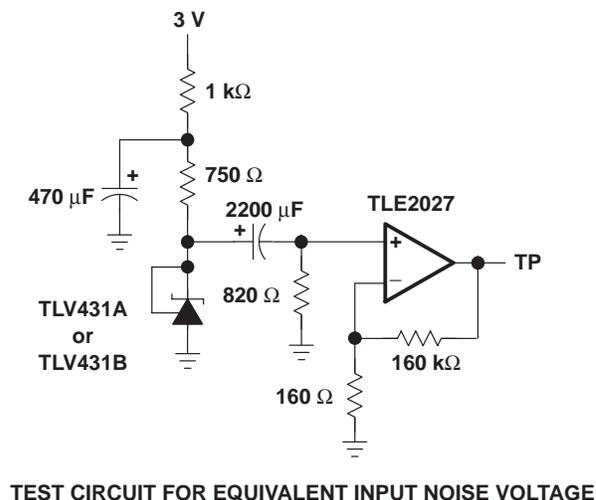 3 V
1 kΩ
750 Ω
470 μF
+
2200 μF
+
TLE2027
+
−
TP
820 Ω
TLV431A
or
TLV431B
160 kΩ
160 Ω
TEST CIRCUIT FOR EQUIVALENT INPUT NOISE VOLTAGE